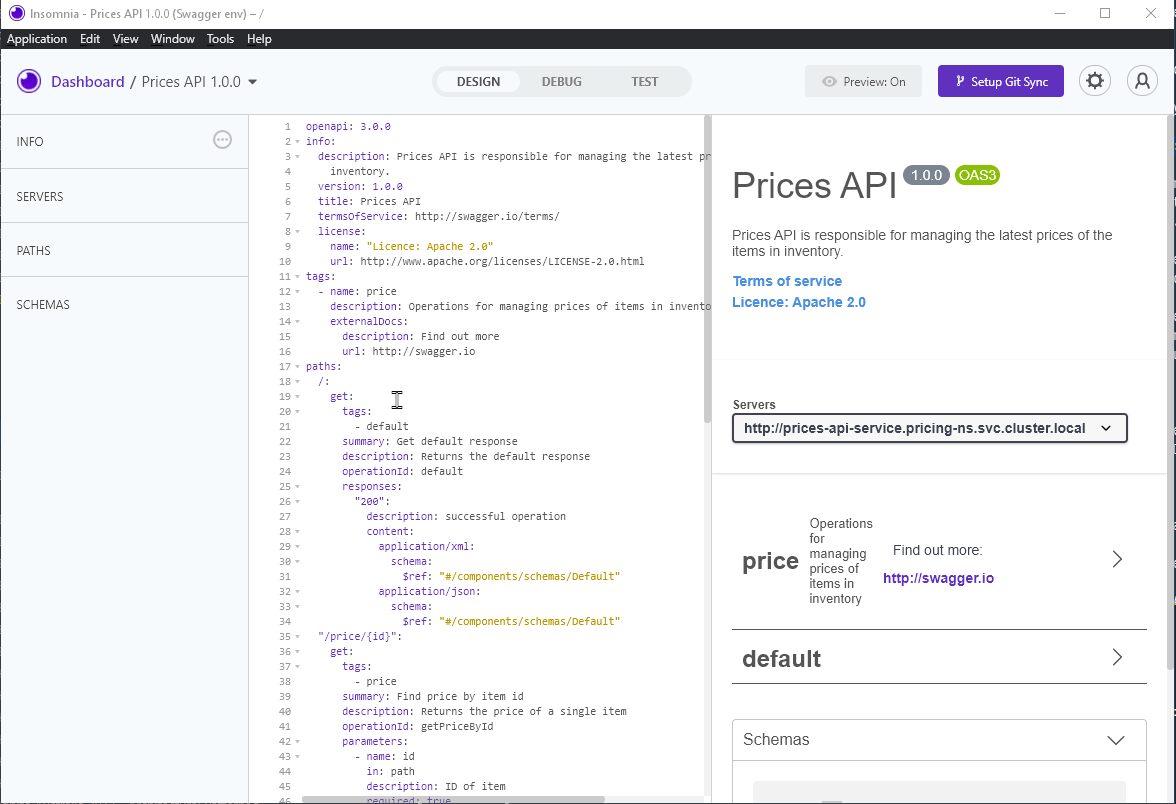 Insomnia - Prices API 1.0.0 (Swagger env) – /
Application Edit View Window Tools Help
Dashboard / Prices API 1.0.0
DESIGN DEBUG TEST
Preview: On
Setup Git Sync
INFO
SERVERS
PATHS
SCHEMAS
1 openapi: 3.0.0
2 info:
3 description: Prices API is responsible for managing the latest pr
4 inventory.
5 version: 1.0.0
6 title: Prices API
7 termsOfService: http://swagger.io/terms/
8 license:
9 name: "Licence: Apache 2.0"
10 url: http://www.apache.org/licenses/LICENSE-2.0.html
11 tags:
12 - name: price
13 description: Operations for managing prices of items in invento
14 externalDocs:
15 description: Find out more
16 url: http://swagger.io
17 paths:
18 /:
19 get:
20 tags:
21 - default
22 summary: Get default response
23 description: Returns the default response
24 operationId: default
25 responses:
26 "200":
27 description: successful operation
28 content:
29 application/xml:
30 schema:
31 $ref: "#/components/schemas/Default"
32 application/json:
33 schema:
34 $ref: "#/components/schemas/Default"
35 "/price/{id}":
36 get:
37 tags:
38 - price
39 summary: Find price by item id
40 description: Returns the price of a single item
41 operationId: getPriceById
42 parameters:
43 - name: id
44 in: path
45 description: ID of item
46 required: true
Prices API 1.0.0 OAS3
Prices API is responsible for managing the latest prices of the
items in inventory.
Terms of service
Licence: Apache 2.0
Servers
http://prices-api-service.pricing-ns.svc.cluster.local
price
Operations
for
managing
prices of
items in
inventory
Find out more:
http://swagger.io
default
Schemas